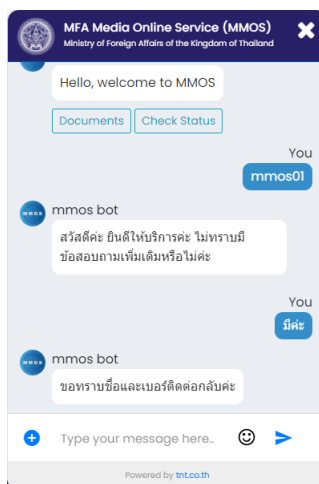 MFA Media Online Service (MMOS)
Ministry of Foreign Affairs of the Kingdom of Thailand
Hello, welcome to MMOS
Documents Check Status
You
mmos01
mmos bot
สวัสดีค่ะ ยินดีให้บริการค่ะ ไม่ทราบมี
ข้อสอบถามเพิ่มเติมหรือไม่ค่ะ
You
มีค่ะ
mmos bot
ขอทราบชื่อและเบอร์ติดต่อกลับค่ะ
Type your message here..
Powered by tnt.co.th